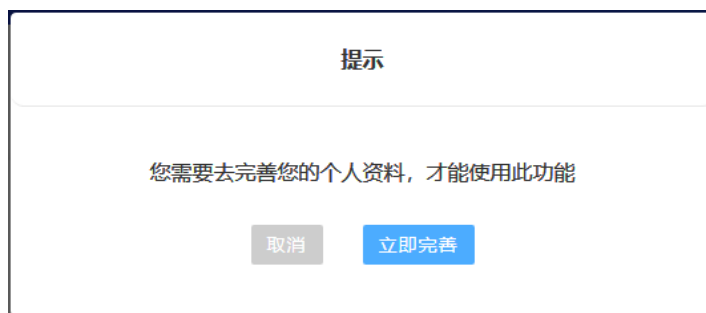 提示
您需要去完善您的个人资料，才能使用此功能
取消
立即完善